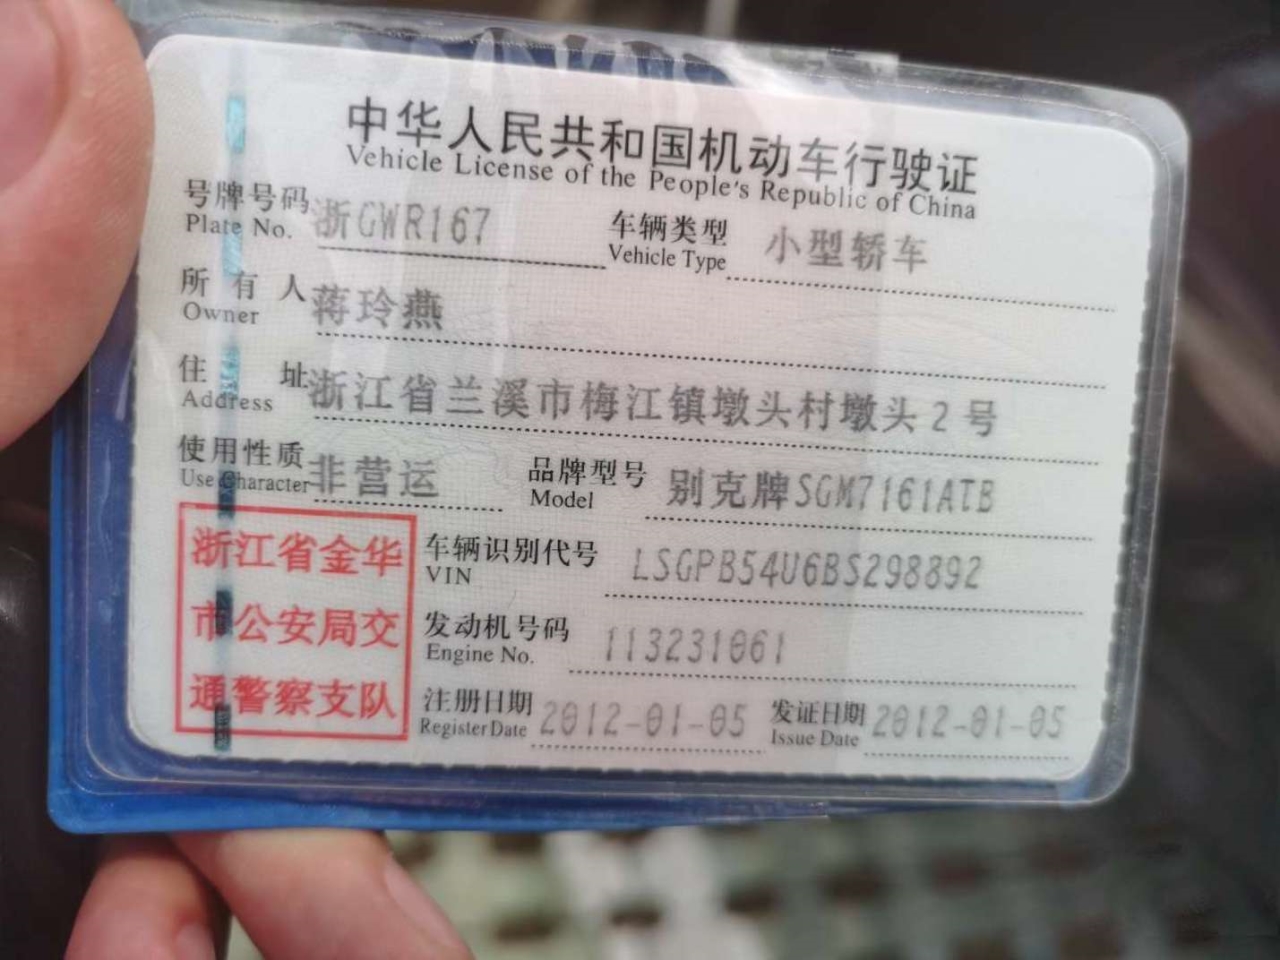 中华人民共和国机动车行驶证
Vehicle License of the People's Republic of China
号牌号码 浙GWR167 车辆类型 小型轿车
Plate No. Vehicle Type
所有人 蒋玲燕
Owner
住址 浙江省兰溪市梅江镇墩头村墩头2号
Address
使用性质 非营运 品牌型号 别克牌SGM7161ATB
Use Character Model
浙江省金华
市公安局交
通警察支队
车辆识别代号 LSGPB54U6BS298892
VIN
发动机号码 113231061
Engine No.
注册日期 2012-01-05 发证日期 2012-01-05
Register Date Issue Date